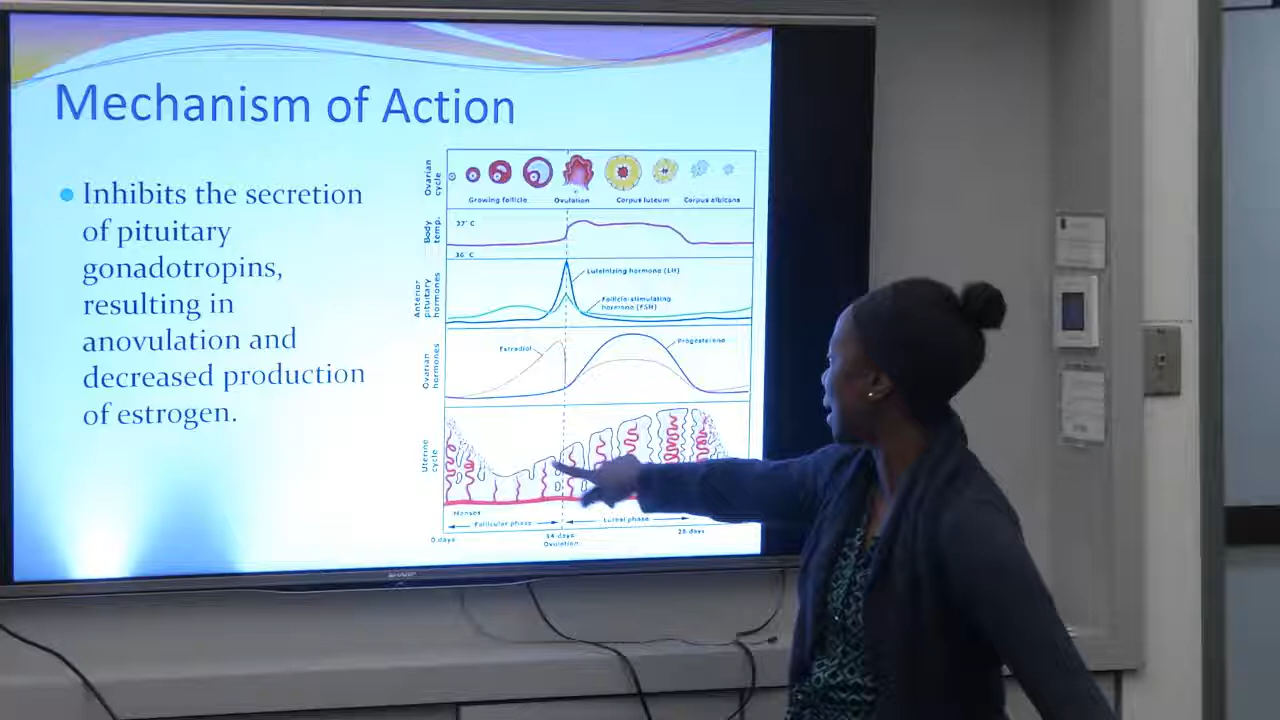 Mechanism of Action
Inhibits the secretion
of pituitary
gonadotropins,
resulting in
anovulation and
decreased production
of estrogen.
Ovarian
cycle
Growing follicle
Ovulation
Corpus luteum
Corpus albicans
Body
temp.
37° C
36° C
Anterior
pituitary
hormones
Luteinizing hormone (LH)
Follicle-stimulating
hormone (FSH)
Ovarian
hormones
Estradiol
Progesterone
Uterine
cycle
Menses
Follicular phase
Luteal phase
0 days
14 days
Ovulation
28 days
SHARP